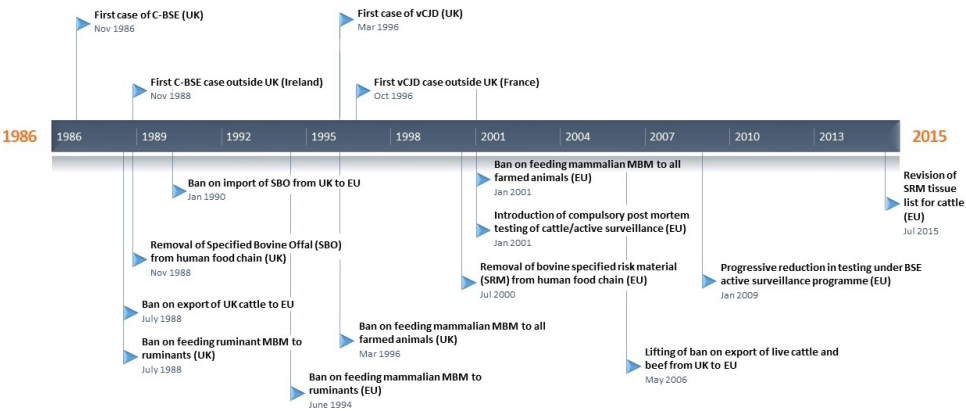 First case of C-BSE (UK)
Nov 1986
First case of vCJD (UK)
Mar 1996
First C-BSE case outside UK (Ireland)
Nov 1988
First vCJD case outside UK (France)
Oct 1996
1986
1986
1989
1992
1995
1998
2001
2004
2007
2010
2013
2015
Ban on feeding mammalian MBM to all
farmed animals (EU)
Jan 2001
Ban on import of SBO from UK to EU
Jan 1990
Revision of
SRM tissue
list for cattle
(EU)
Jul 2015
Introduction of compulsory post mortem
testing of cattle/active surveillance (EU)
Jan 2001
Removal of Specified Bovine Offal (SBO)
from human food chain (UK)
Nov 1988
Removal of bovine specified risk material
(SRM) from human food chain (EU)
Jul 2000
Progressive reduction in testing under BSE
active surveillance programme (EU)
Jan 2009
Ban on export of UK cattle to EU
July 1988
Ban on feeding mammalian MBM to all
farmed animals (UK)
Mar 1996
Ban on feeding ruminant MBM to
ruminants (UK)
July 1988
Lifting of ban on export of live cattle and
beef from UK to EU
May 2006
Ban on feeding mammalian MBM to
ruminants (EU)
June 1994